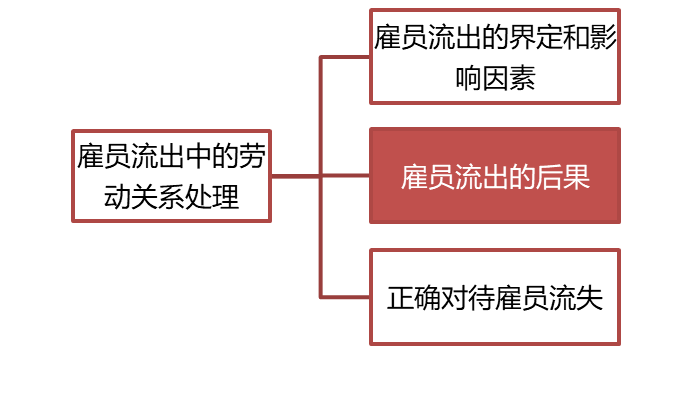 雇员流出的界定和影
响因素
雇员流出中的劳
动关系处理
雇员流出的后果
正确对待雇员流失